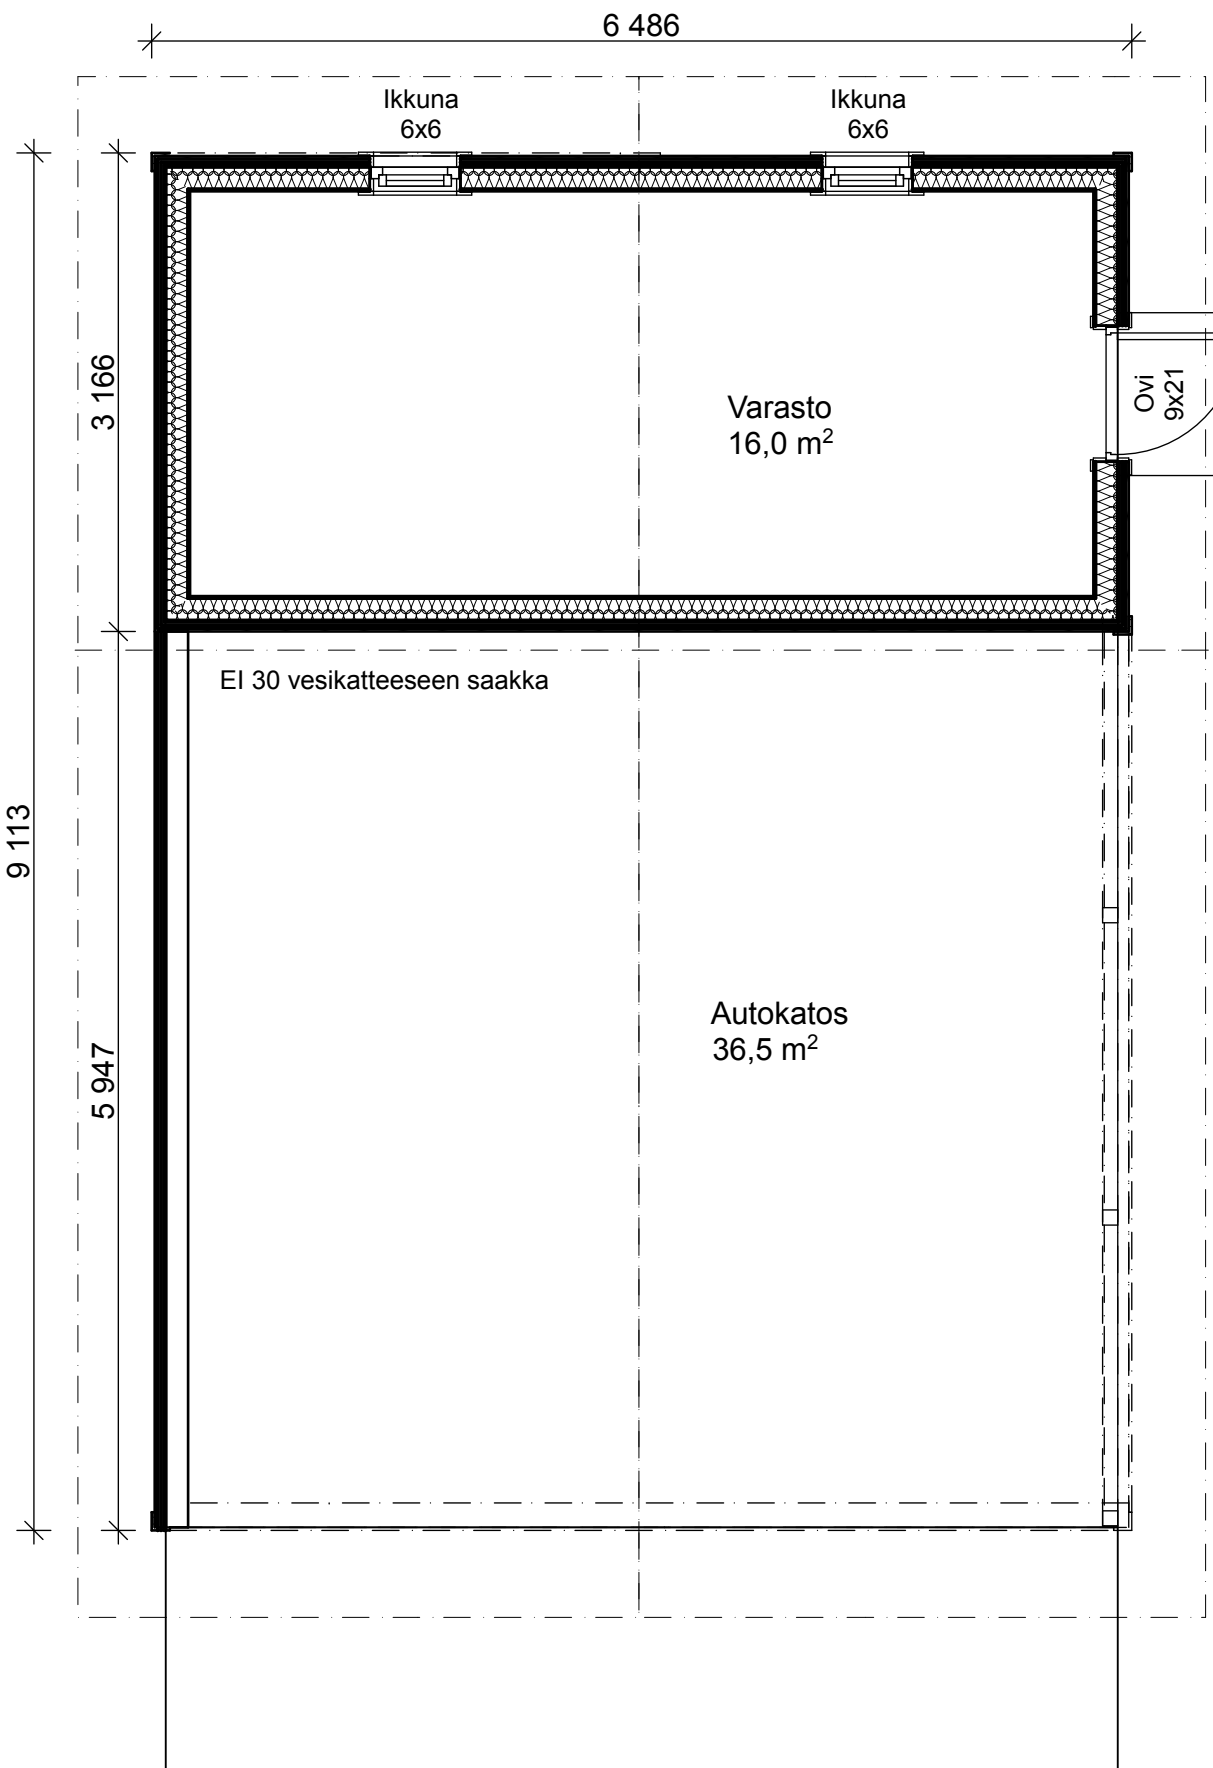 6 486
Ikkuna
6x6
Ikkuna
6x6
3 166
Ovi
9x21
Varasto
16,0 m²
EI 30 vesikatteeseen saakka
9 113
5 947
Autokatos
36,5 m²